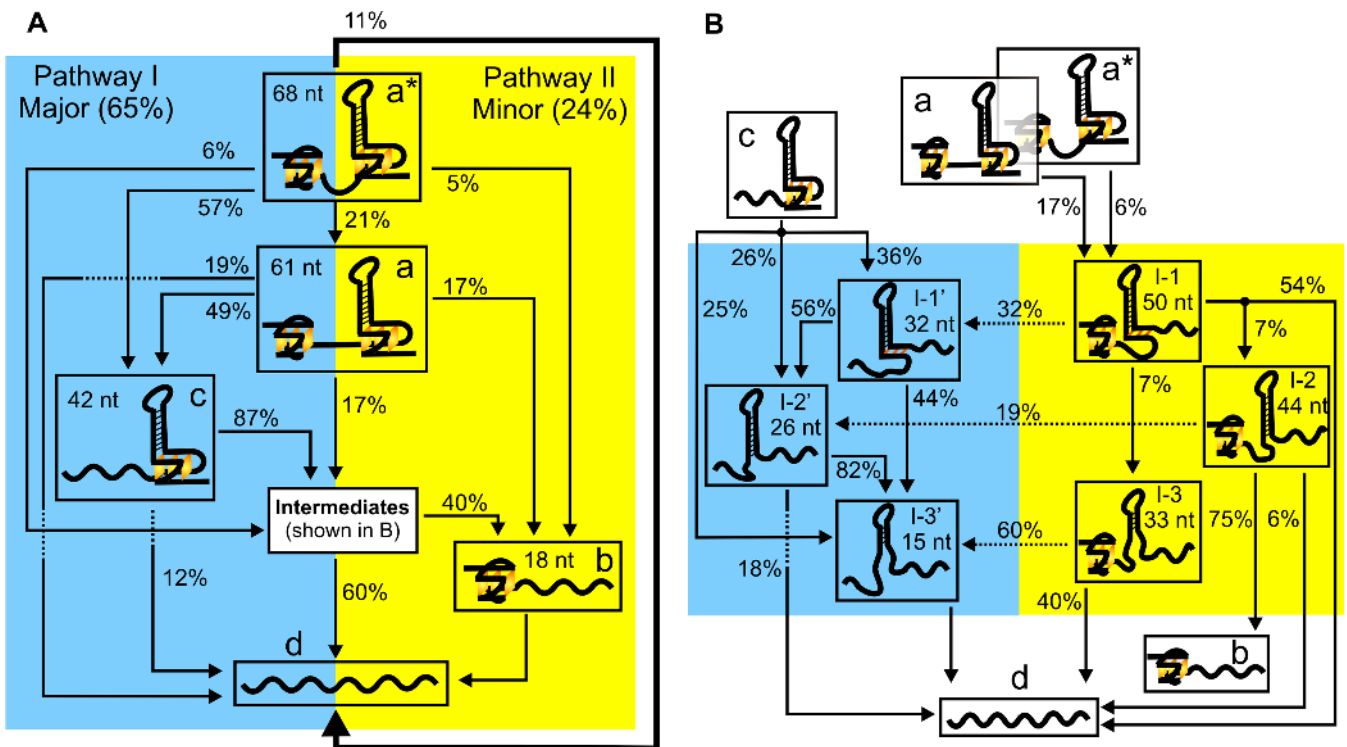 A
11%
Pathway I
Major (65%)
Pathway II
Minor (24%)
68 nt
a*
6%
5%
57%
21%
19%
61 nt
a
17%
49%
42 nt
c
87%
17%
Intermediates
(shown in B)
40%
12%
60%
18 nt
b
d
B
a
a*
c
17%
6%
26%
36%
I-1
50 nt
54%
25%
56%
I-1'
32 nt
32%
7%
7%
I-2'
26 nt
44%
19%
I-2
44 nt
82%
I-3'
15 nt
60%
I-3
33 nt
75%
6%
18%
40%
b
d